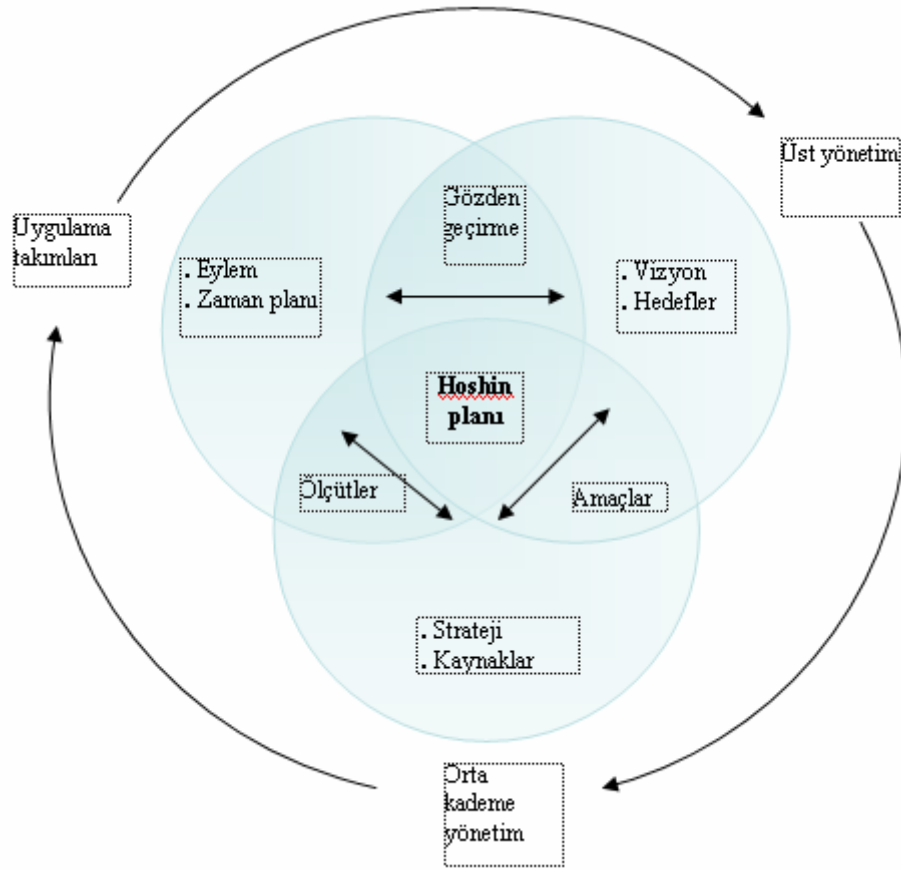 Üst yönetim
Gözden
geçirme
Uygulama
takımları
. Eylem
. Zaman planı
. Vizyon
. Hedefler
Hoshin
planı
Ölçütler
Amaçlar
. Strateji
. Kaynaklar
Orta
kademe
yönetim